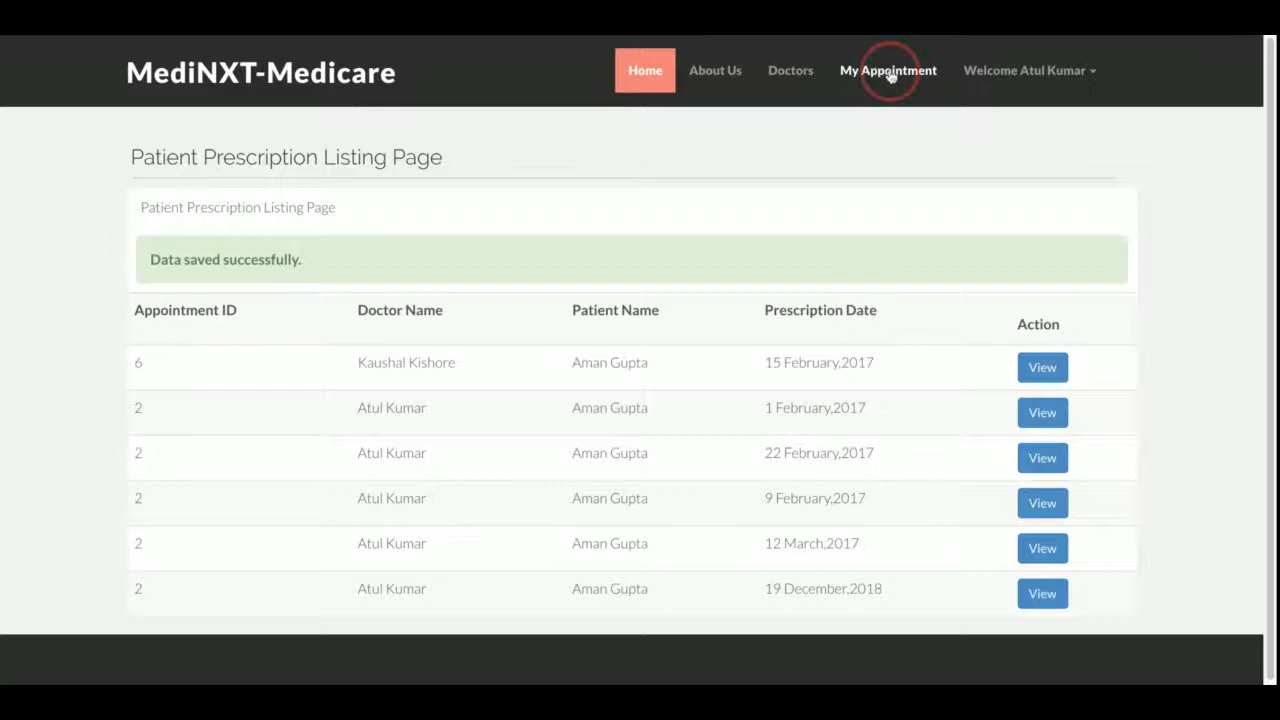 MediNXT-Medicare
Home About Us Doctors My Appointment Welcome Atul Kumar
Patient Prescription Listing Page
Patient Prescription Listing Page
Data saved successfully.
Appointment ID Doctor Name Patient Name Prescription Date Action
6 Kaushal Kishore Aman Gupta 15 February,2017 View
2 Atul Kumar Aman Gupta 1 February,2017 View
2 Atul Kumar Aman Gupta 22 February,2017 View
2 Atul Kumar Aman Gupta 9 February,2017 View
2 Atul Kumar Aman Gupta 12 March,2017 View
2 Atul Kumar Aman Gupta 19 December,2018 View